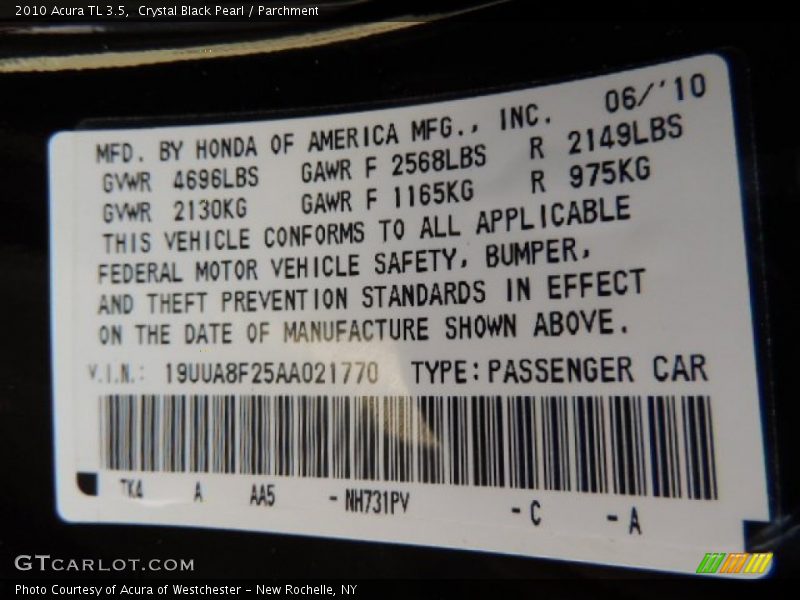 2010 Acura TL 3.5,  Crystal Black Pearl / Parchment
06/'10
MFD. BY HONDA OF AMERICA MFG., INC.
GVWR 4696LBS GAWR F 2568LBS R 2149LBS
GVWR 2130KG GAWR F 1165KG R 975KG
THIS VEHICLE CONFORMS TO ALL APPLICABLE
FEDERAL MOTOR VEHICLE SAFETY, BUMPER,
AND THEFT PREVENTION STANDARDS IN EFFECT
ON THE DATE OF MANUFACTURE SHOWN ABOVE.
V.I.N.: 19UUA8F25AA021770 TYPE: PASSENGER CAR
TK4 A AA5 -NH731PV -C -A
GTCARLOT.COM
Photo Courtesy of Acura of Westchester - New Rochelle, NY